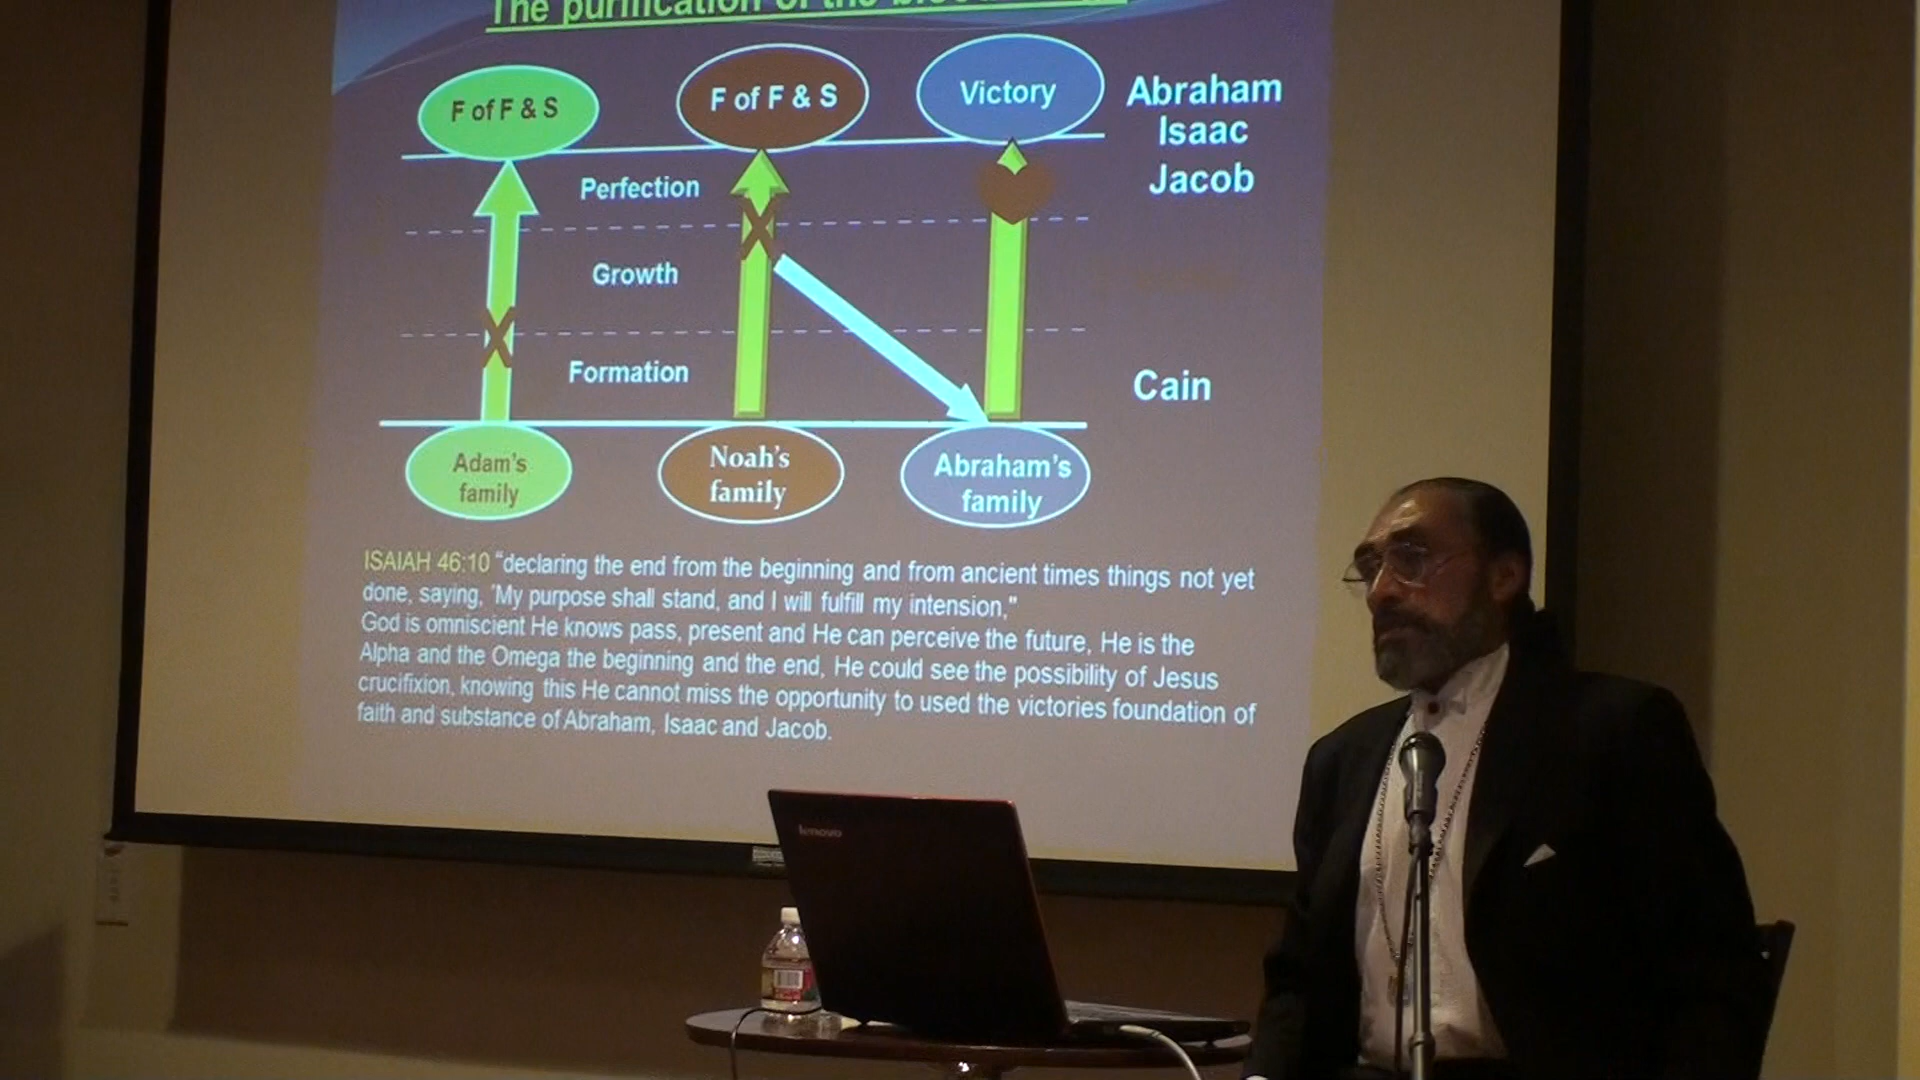 The purification of the
F of F & S
F of F & S
Victory
Abraham
Isaac
Jacob
Perfection
Growth
Formation
Cain
Adam's
family
Noah's
family
Abraham's
family
ISAIAH 46:10 “declaring the end from the beginning and from ancient times things not yet
done, saying, ‘My purpose shall stand, and I will fulfill my intension,"
God is omniscient He knows pass, present and He can perceive the future, He is the
Alpha and the Omega the beginning and the end, He could see the possibility of Jesus
crucifixion, knowing this He cannot miss the opportunity to used the victories foundation of
faith and substance of Abraham, Isaac and Jacob.
lenovo